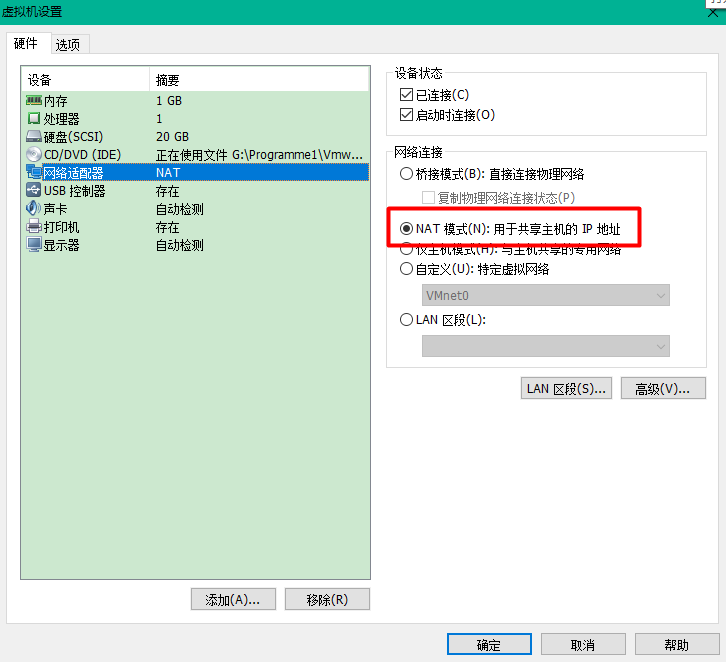 虚拟机设置
硬件 选项
设备 摘要
内存 1 GB
处理器 1
硬盘(SCSI) 20 GB
CD/DVD (IDE) 正在使用文件 G:\Programme1\Vmw...
网络适配器 NAT
USB 控制器 存在
声卡 自动检测
打印机 存在
显示器 自动检测
添加(A)... 移除(R)
设备状态
已连接(C)
启动时连接(O)
网络连接
桥接模式(B): 直接连接物理网络
复制物理网络连接状态(P)
NAT 模式(N): 用于共享主机的 IP 地址
仅主机模式(H): 与主机共享的专用网络
自定义(U): 特定虚拟网络
VMnet0
LAN 区段(L):
LAN 区段(S)... 高级(V)...
确定 取消 帮助